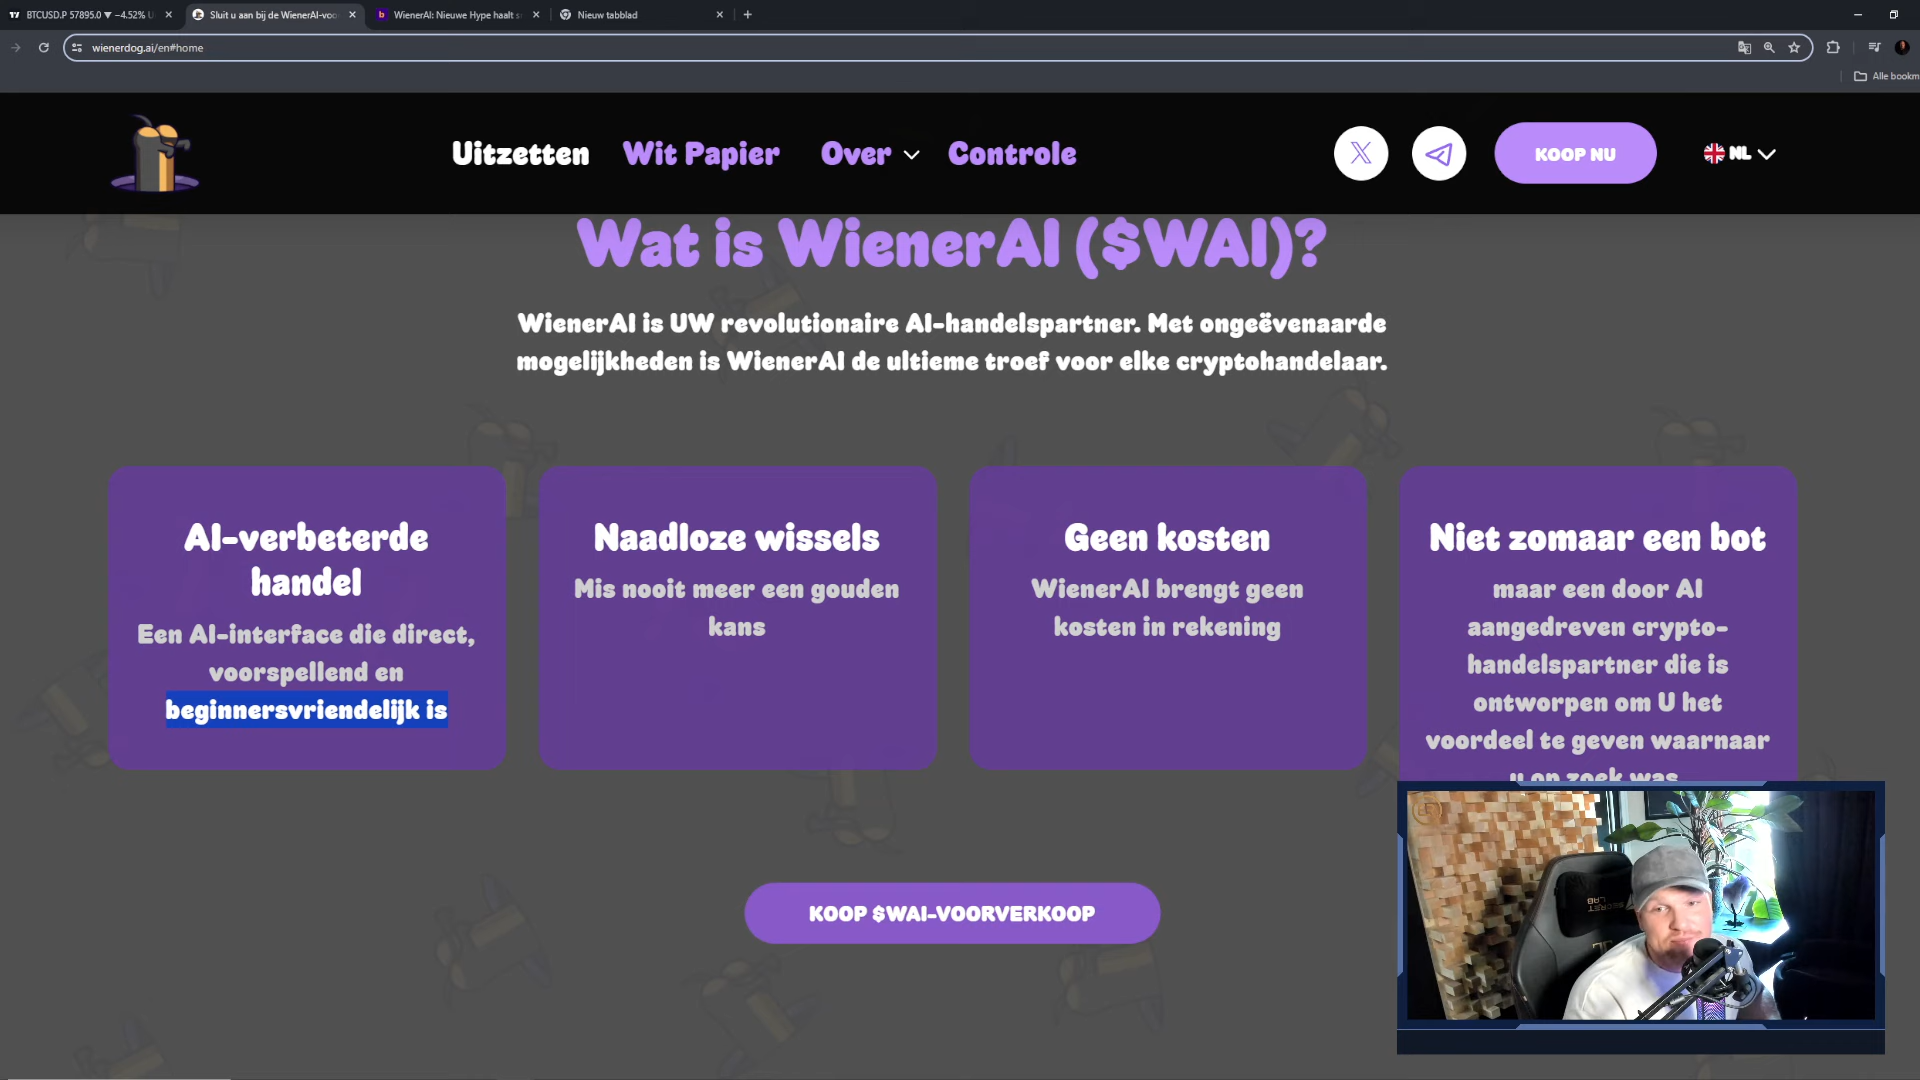 BTCUSD.P 57895.0 ▼ −4.52%
Sluit u aan bij de WienerAI-voo
WienerAI: Nieuwe Hype haalt
Nieuw tabblad
wienerdog.ai/en#home
Alle bookm
Uitzetten
Wit Papier
Over
Controle
KOOP NU
NL
Wat is WienerAI ($WAI)?
WienerAI is UW revolutionaire AI-handelspartner. Met ongeëvenaarde
mogelijkheden is WienerAI de ultieme troef voor elke cryptohandelaar.
AI-verbeterde
handel
Een AI-interface die direct,
voorspellend en
beginnersvriendelijk is
Naadloze wissels
Mis nooit meer een gouden
kans
Geen kosten
WienerAI brengt geen
kosten in rekening
Niet zomaar een bot
maar een door AI
aangedreven crypto-
handelspartner die is
ontworpen om U het
voordeel te geven waarnaar
u op zoek was
KOOP $WAI-VOORVERKOOP